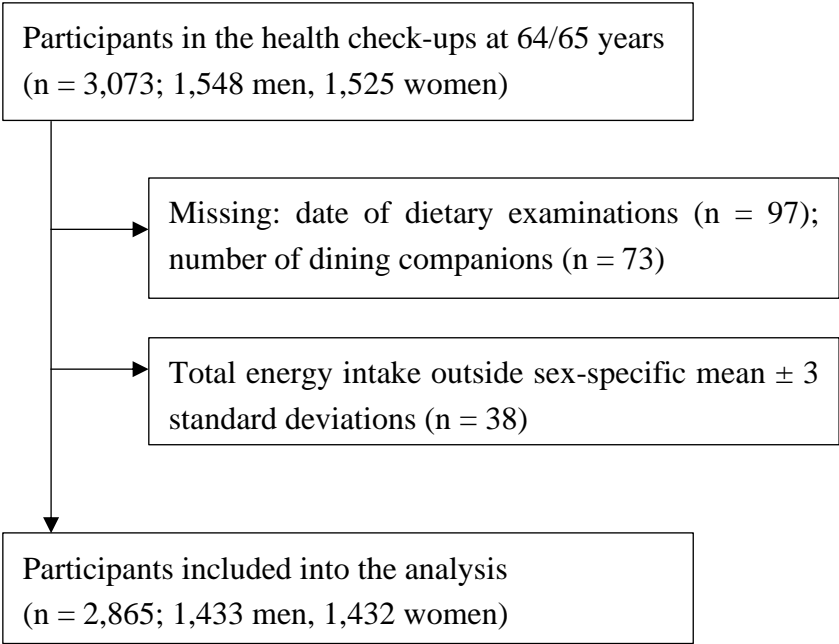 Participants in the health check-ups at 64/65 years
(n = 3,073; 1,548 men, 1,525 women)
Missing: date of dietary examinations (n = 97);
number of dining companions (n = 73)
Total energy intake outside sex-specific mean ± 3
standard deviations (n = 38)
Participants included into the analysis
(n = 2,865; 1,433 men, 1,432 women)